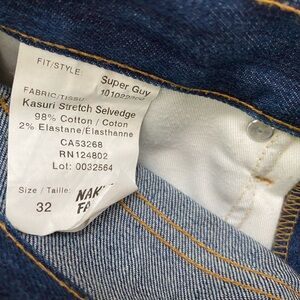 FIT/STYLE: Super Guy
FABRIC/TISSU:
Kasuri Stretch Selvedge
98% Cotton / Coton
2% Elastane/Élasthanne
CA53268
RN124802
Lot: 0032564
Size / Taille:
32